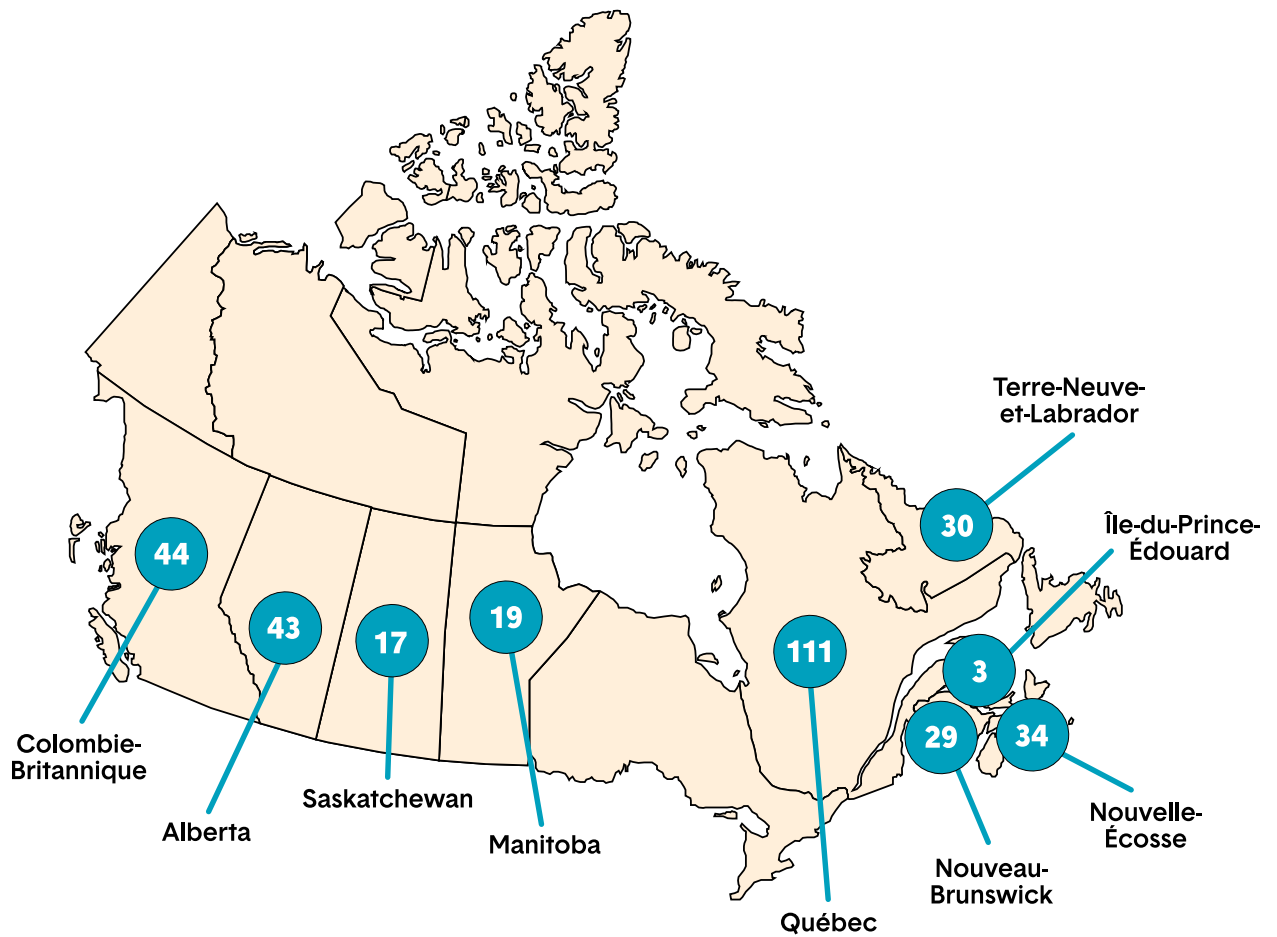 Terre-Neuve-
et-Labrador
30
Île-du-Prince-
Édouard
44
43
17
19
111
3
29
34
Colombie-
Britannique
Alberta
Saskatchewan
Manitoba
Québec
Nouveau-
Brunswick
Nouvelle-
Écosse